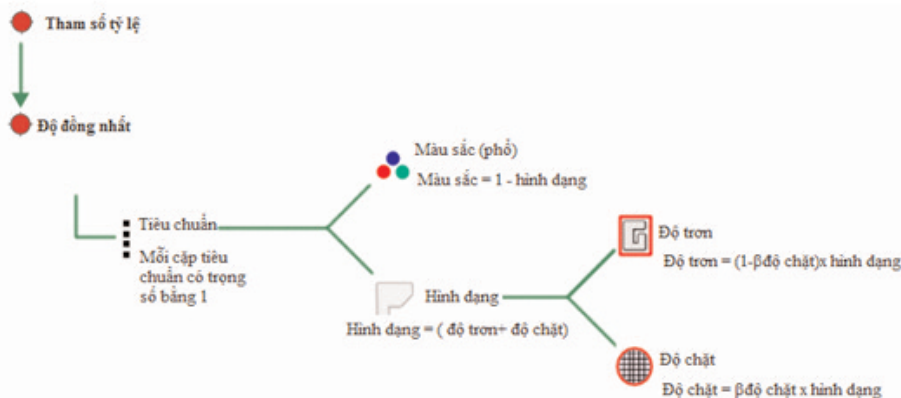 Tham số tỷ lệ
Độ đồng nhất
Màu sắc (phổ)
Màu sắc = 1 - hình dạng
Tiêu chuẩn
Mỗi cặp tiêu
chuẩn có trọng
số bằng 1
Hình dạng
Hình dạng = ( độ trơn+ độ chặt)
Độ trơn
Độ trơn = (1-βđộ chặt)x hình dạng
Độ chặt
Độ chặt = βđộ chặt x hình dạng